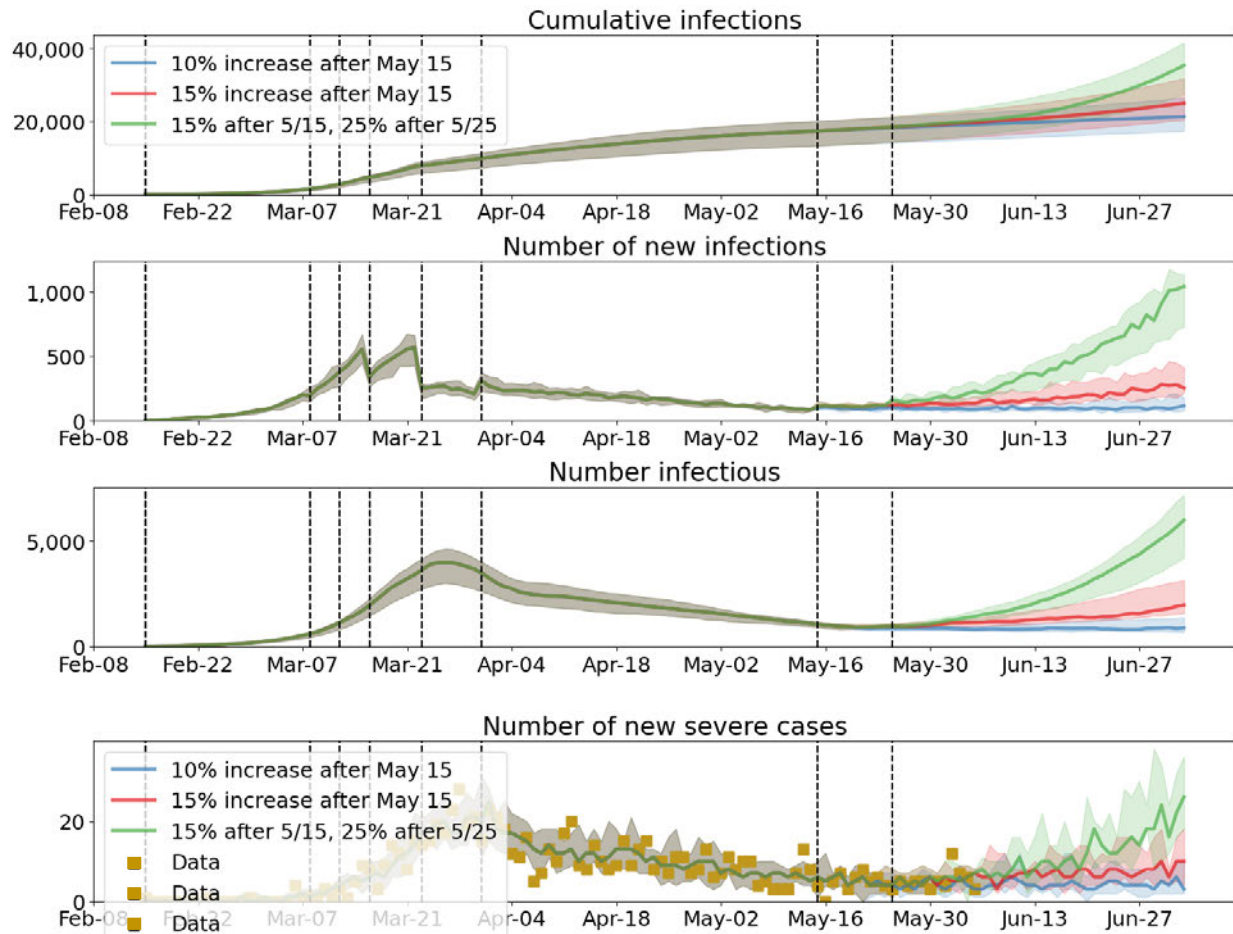 Cumulative infections
40,000
20,000
0
10% increase after May 15
15% increase after May 15
15% after 5/15, 25% after 5/25
Feb-08 Feb-22 Mar-07 Mar-21 Apr-04 Apr-18 May-02 May-16 May-30 Jun-13 Jun-27
Number of new infections
1,000
500
0
Feb-08 Feb-22 Mar-07 Mar-21 Apr-04 Apr-18 May-02 May-16 May-30 Jun-13 Jun-27
Number infectious
5,000
0
Feb-08 Feb-22 Mar-07 Mar-21 Apr-04 Apr-18 May-02 May-16 May-30 Jun-13 Jun-27
Number of new severe cases
20
0
10% increase after May 15
15% increase after May 15
15% after 5/15, 25% after 5/25
Data
Data
Data
Feb-08 Feb-22 Mar-07 Mar-21 Apr-04 Apr-18 May-02 May-16 May-30 Jun-13 Jun-27